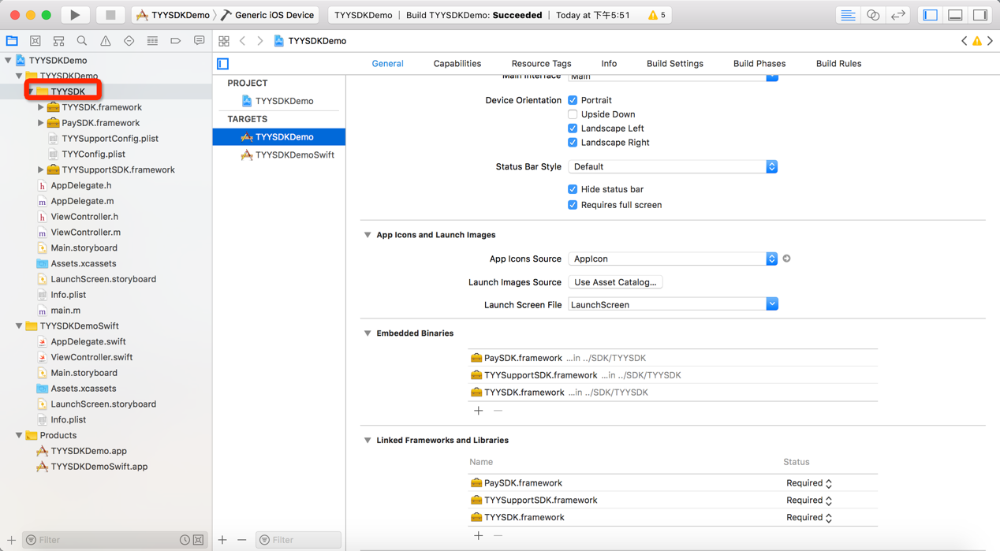 TYYSDKDemo Generic iOS Device
TYYSDKDemo | Build TYYSDKDemo: Succeeded | Today at 下午5:51
5
TYYSDKDemo
TYYSDKDemo
TYYSDK
TYYSDK.framework
PaySDK.framework
TYYSupportConfig.plist
TYYConfig.plist
TYYSupportSDK.framework
AppDelegate.h
AppDelegate.m
ViewController.h
ViewController.m
Main.storyboard
Assets.xcassets
LaunchScreen.storyboard
Info.plist
main.m
TYYSDKDemoSwift
AppDelegate.swift
ViewController.swift
Main.storyboard
Assets.xcassets
LaunchScreen.storyboard
Info.plist
Products
TYYSDKDemo.app
TYYSDKDemoSwift.app
Filter
TYYSDKDemo
General Capabilities Resource Tags Info Build Settings Build Phases Build Rules
PROJECT
TYYSDKDemo
TARGETS
TYYSDKDemo
TYYSDKDemoSwift
Filter
Main Interface Main
Device Orientation Portrait
Upside Down
Landscape Left
Landscape Right
Status Bar Style Default
Hide status bar
Requires full screen
App Icons and Launch Images
App Icons Source AppIcon
Launch Images Source Use Asset Catalog...
Launch Screen File LaunchScreen
Embedded Binaries
PaySDK.framework ...in ../SDK/TYYSDK
TYYSupportSDK.framework ...in ../SDK/TYYSDK
TYYSDK.framework ...in ../SDK/TYYSDK
Linked Frameworks and Libraries
Name Status
PaySDK.framework Required
TYYSupportSDK.framework Required
TYYSDK.framework Required